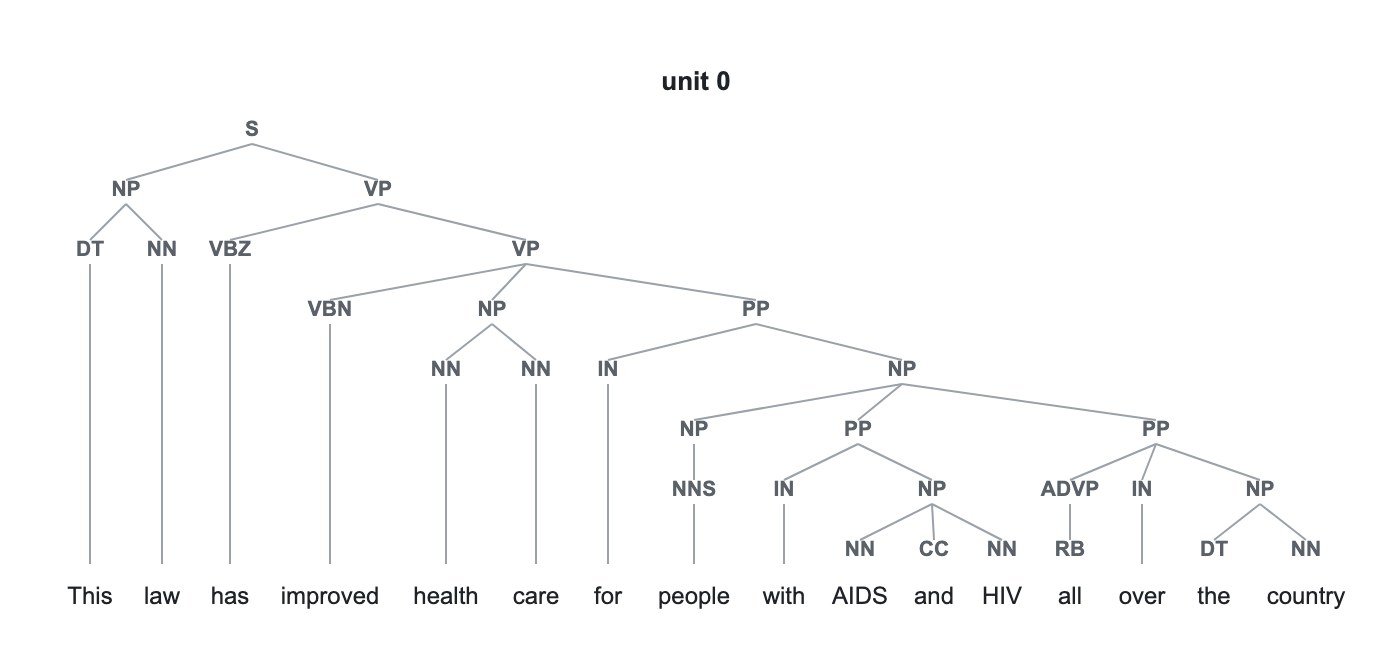 unit 0
S
NP VP
DT NN VBZ VP
VBN NP PP
NN NN IN NP
NP PP PP
NNS IN NP ADVP IN NP
NN CC NN RB DT NN
This law has improved health care for people with AIDS and HIV all over the country